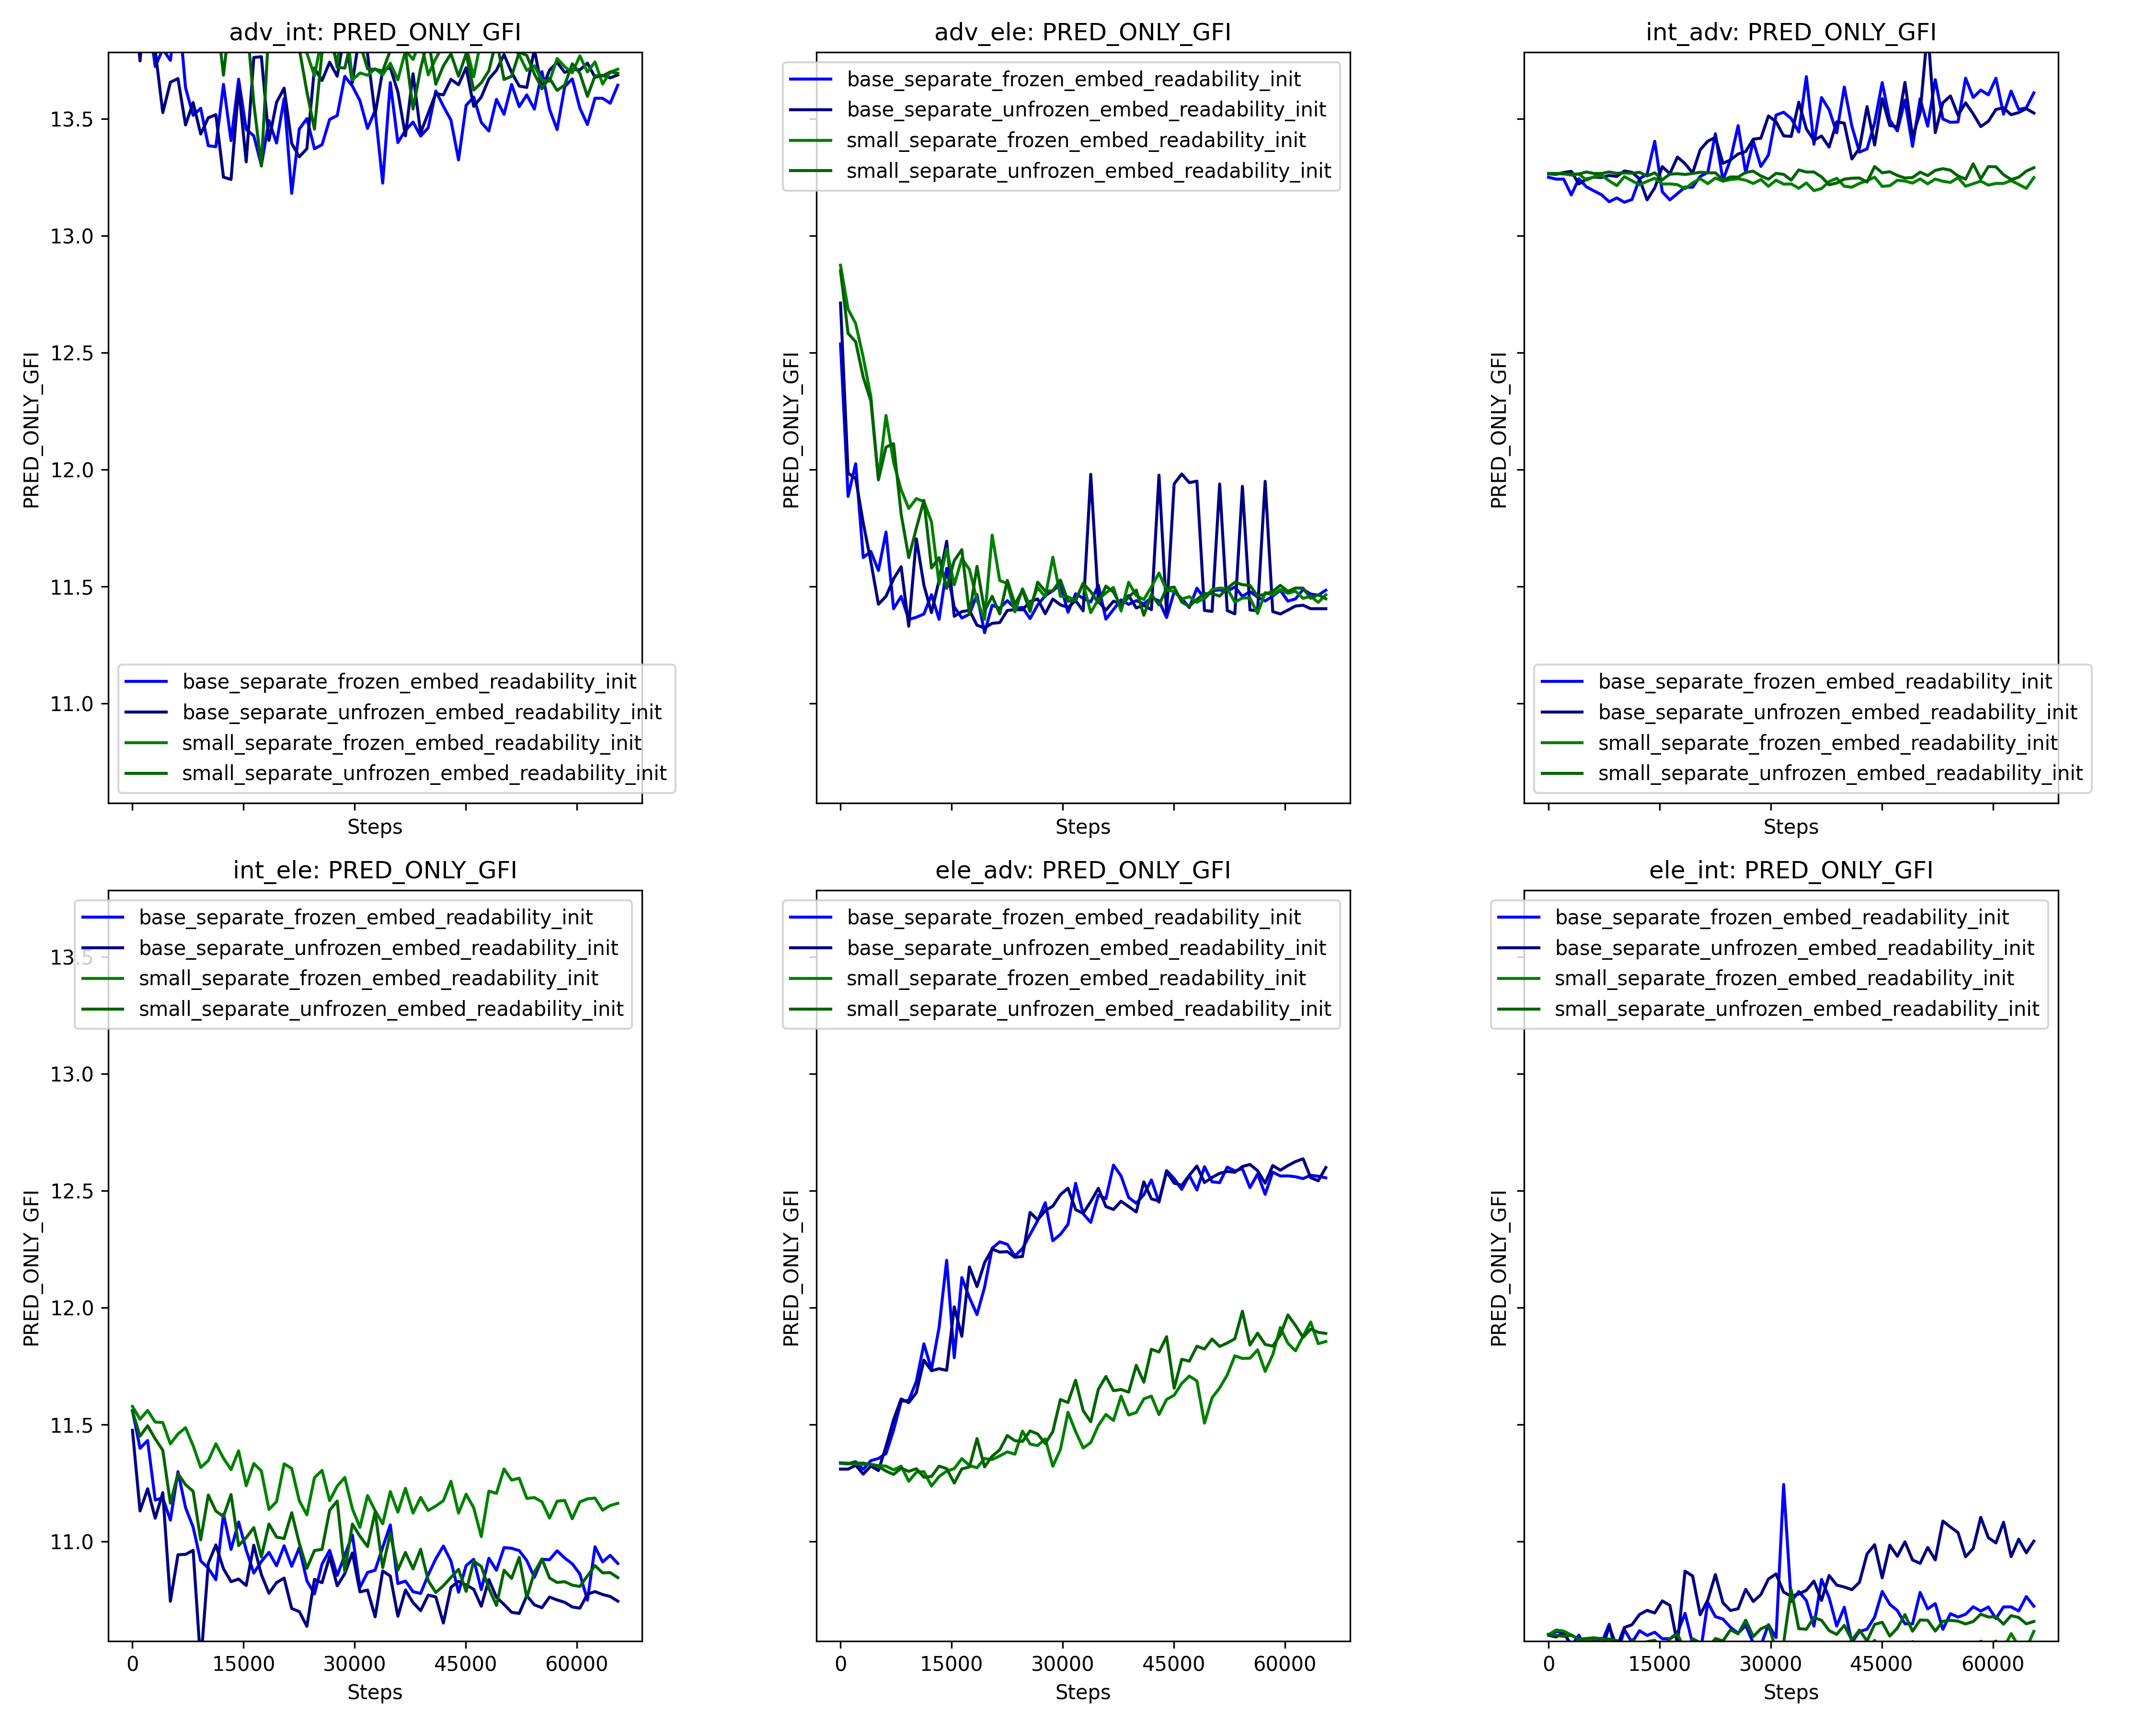 adv_int: PRED_ONLY_GFI
PRED_ONLY_GFI
13.5
13.0
12.5
12.0
11.5
11.0
base_separate_frozen_embed_readability_init
base_separate_unfrozen_embed_readability_init
small_separate_frozen_embed_readability_init
small_separate_unfrozen_embed_readability_init
Steps
adv_ele: PRED_ONLY_GFI
PRED_ONLY_GFI
base_separate_frozen_embed_readability_init
base_separate_unfrozen_embed_readability_init
small_separate_frozen_embed_readability_init
small_separate_unfrozen_embed_readability_init
Steps
int_adv: PRED_ONLY_GFI
PRED_ONLY_GFI
base_separate_frozen_embed_readability_init
base_separate_unfrozen_embed_readability_init
small_separate_frozen_embed_readability_init
small_separate_unfrozen_embed_readability_init
Steps
int_ele: PRED_ONLY_GFI
PRED_ONLY_GFI
base_separate_frozen_embed_readability_init
base_separate_unfrozen_embed_readability_init
small_separate_frozen_embed_readability_init
small_separate_unfrozen_embed_readability_init
13.5
13.0
12.5
12.0
11.5
11.0
0 15000 30000 45000 60000
Steps
ele_adv: PRED_ONLY_GFI
PRED_ONLY_GFI
base_separate_frozen_embed_readability_init
base_separate_unfrozen_embed_readability_init
small_separate_frozen_embed_readability_init
small_separate_unfrozen_embed_readability_init
0 15000 30000 45000 60000
Steps
ele_int: PRED_ONLY_GFI
PRED_ONLY_GFI
base_separate_frozen_embed_readability_init
base_separate_unfrozen_embed_readability_init
small_separate_frozen_embed_readability_init
small_separate_unfrozen_embed_readability_init
0 15000 30000 45000 60000
Steps